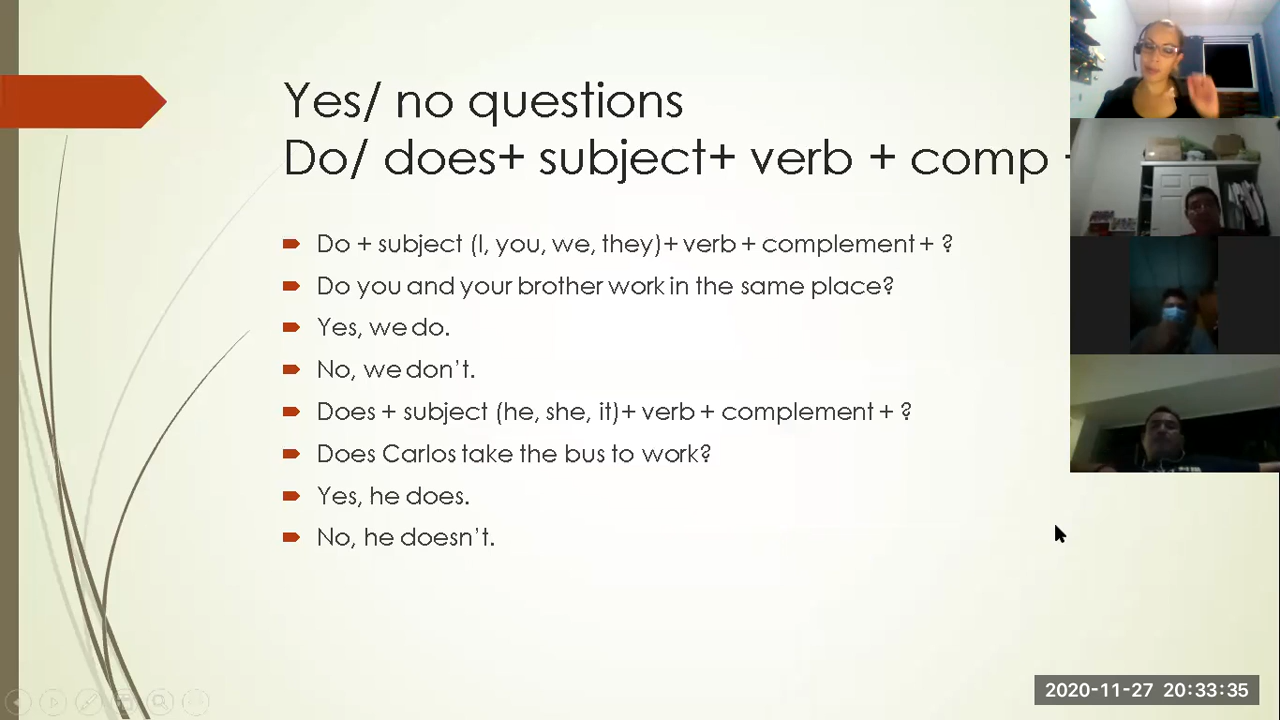 Yes/ no questions
Do/ does+ subject+ verb + comp +
Do + subject (I, you, we, they)+ verb + complement + ?
Do you and your brother work in the same place?
Yes, we do.
No, we don't.
Does + subject (he, she, it)+ verb + complement + ?
Does Carlos take the bus to work?
Yes, he does.
No, he doesn't.
2020-11-27 20:33:35